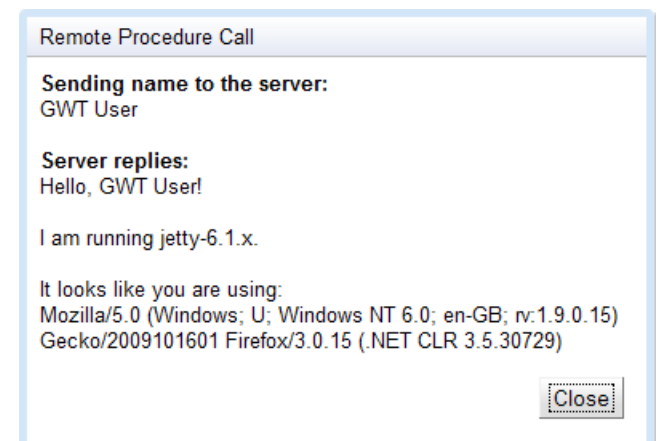 Remote Procedure Call
Sending name to the server:
GWT User
Server replies:
Hello, GWT User!
I am running jetty-6.1.x.
It looks like you are using:
Mozilla/5.0 (Windows; U; Windows NT 6.0; en-GB; rv:1.9.0.15)
Gecko/2009101601 Firefox/3.0.15 (.NET CLR 3.5.30729)
Close